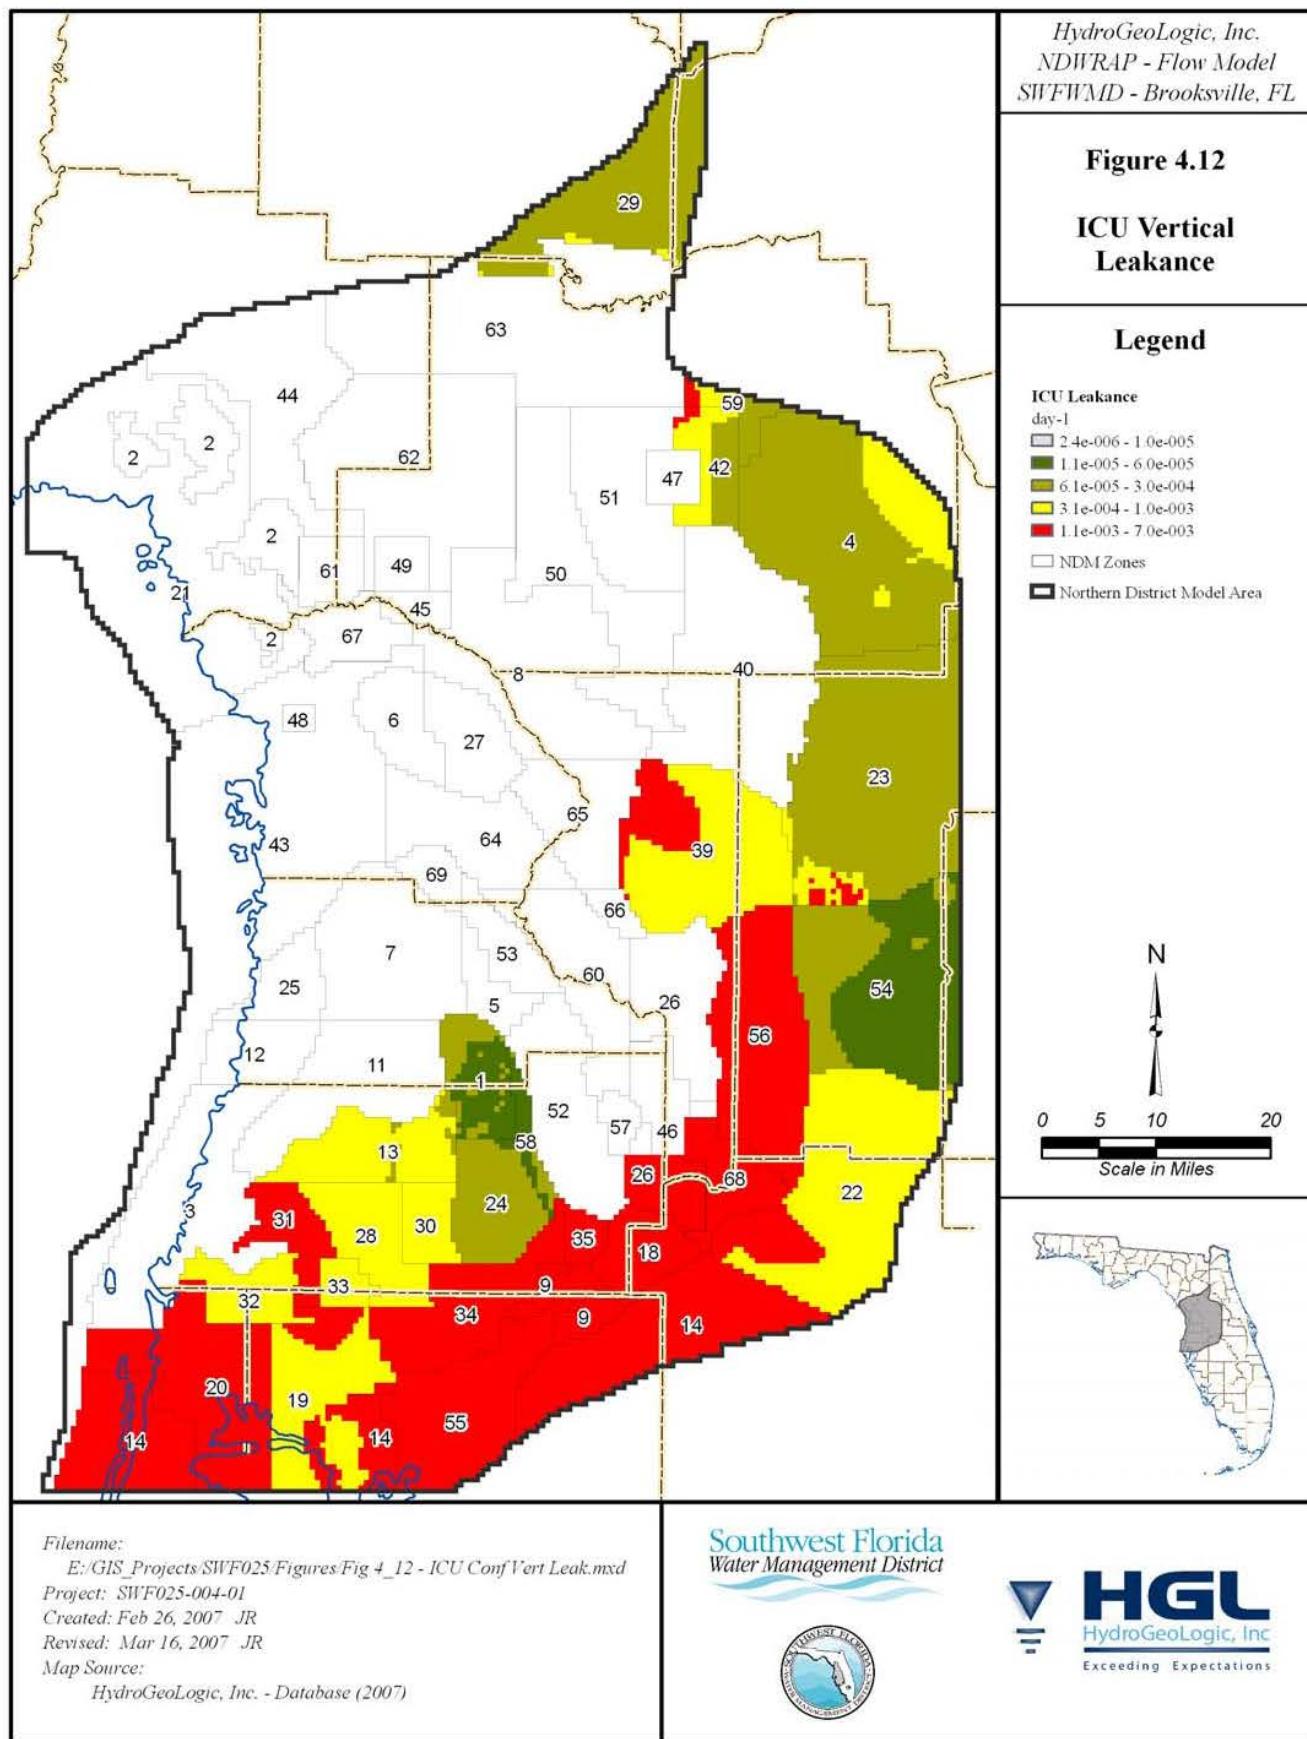 HydroGeoLogic, Inc.
NDWRAP - Flow Model
SWFWMD - Brooksville, FL
Figure 4.12
ICU Vertical
Leakance
Legend
ICU Leakance
day-1
2.4e-006 - 1.0e-005
1.1e-005 - 6.0e-005
6.1e-005 - 3.0e-004
3.1e-004 - 1.0e-003
1.1e-003 - 7.0e-003
NDM Zones
Northern District Model Area
29
63
44
59
2
2
62
42
47
51
2
4
61
49
50
21
45
2
67
8
40
48
6
27
23
65
43
64
39
69
66
7
53
60
25
5
26
54
12
11
56
1
52
57
46
58
13
26
68
22
3
31
24
28
30
35
18
33
9
32
34
9
14
20
19
55
14
14
N
0 5 10 20
Scale in Miles
Filename:
E:/GIS_Projects/SWF025/Figures/Fig 4_12 - ICU Conf Vert Leak.mxd
Project: SWF025-004-01
Created: Feb 26, 2007 JR
Revised: Mar 16, 2007 JR
Map Source:
HydroGeoLogic, Inc. - Database (2007)
Southwest Florida
Water Management District
SOUTHWEST FLORIDA
WATER MANAGEMENT DISTRICT
HGL
HydroGeoLogic, Inc
Exceeding Expectations